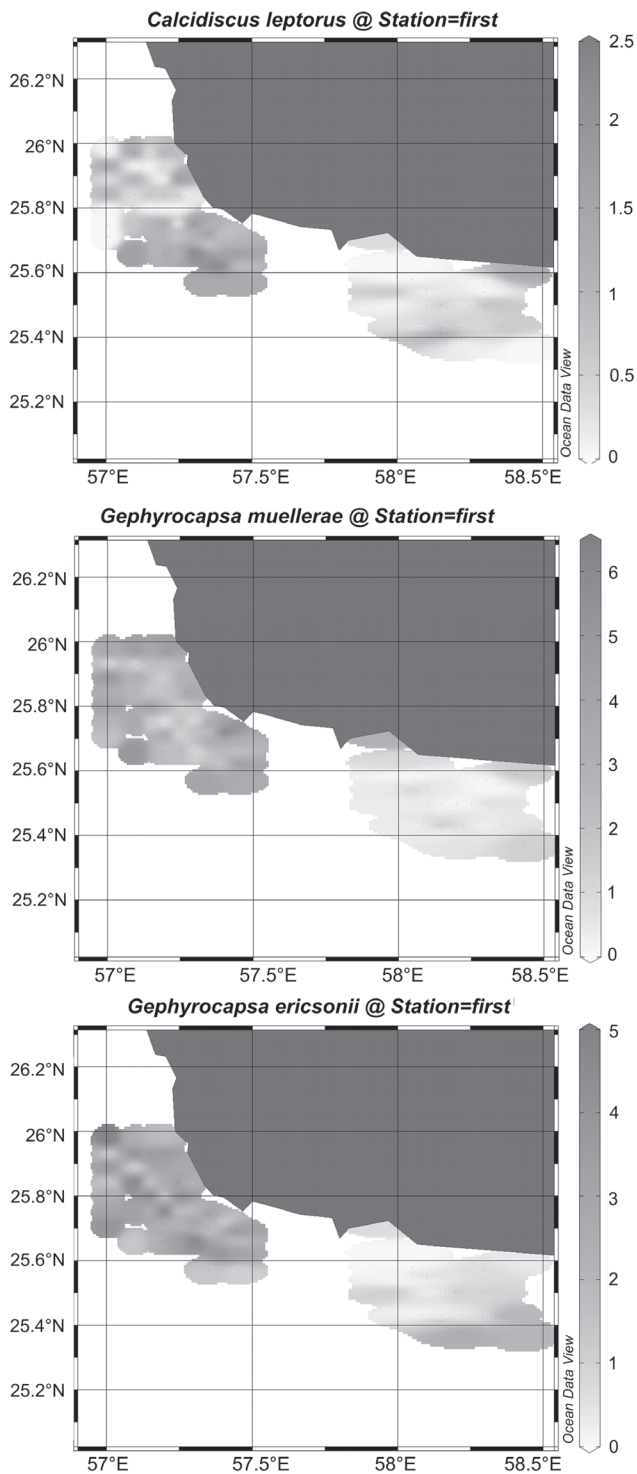 Calcidiscus leptorus @ Station=first
2.5
26.2°N
2
26°N
1.5
25.8°N
25.6°N
1
25.4°N
0.5
25.2°N
Ocean Data View
0
57°E 57.5°E 58°E 58.5°E
Gephyrocapsa muellerae @ Station=first
6
26.2°N
5
26°N
4
25.8°N
3
25.6°N
2
25.4°N
1
25.2°N
Ocean Data View
0
57°E 57.5°E 58°E 58.5°E
Gephyrocapsa ericsonii @ Station=first
5
26.2°N
4
26°N
25.8°N
3
25.6°N
2
25.4°N
1
25.2°N
Ocean Data View
0
57°E 57.5°E 58°E 58.5°E